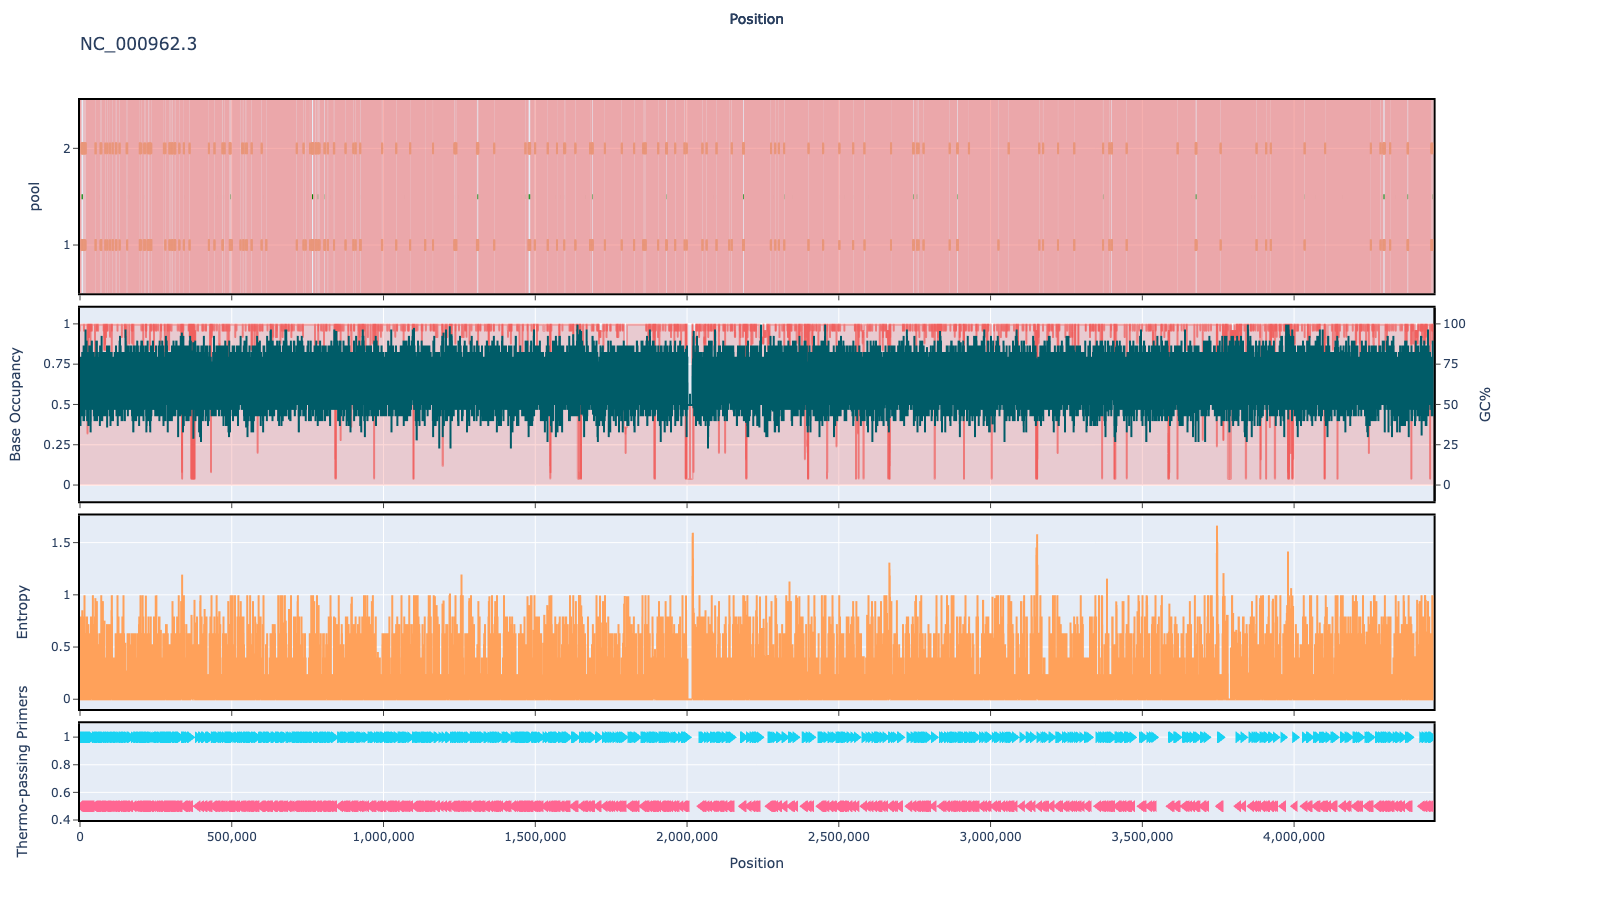 Position
NC_000962.3
pool
2
1
Base Occupancy
1
0.75
0.5
0.25
0
100
75
50
25
0
GC%
Entropy
1.5
1
0.5
0
Thermo-passing Primers
1
0.8
0.6
0.4
0 500,000 1,000,000 1,500,000 2,000,000 2,500,000 3,000,000 3,500,000 4,000,000
Position